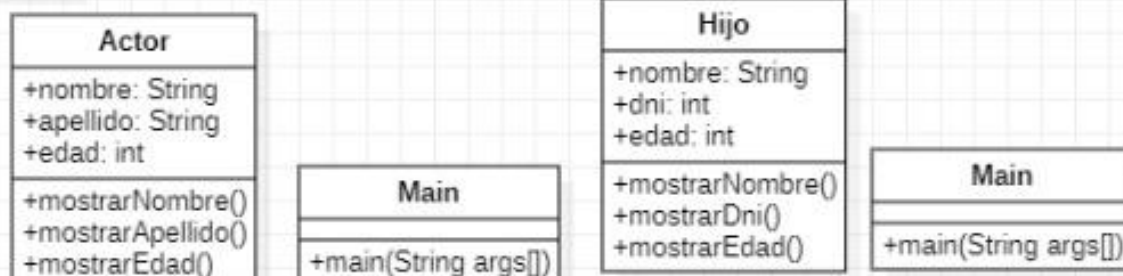 Actor
+nombre: String
+apellido: String
+edad: int
+mostrarNombre()
+mostrarApellido()
+mostrarEdad()
Main
+main(String args[])
Hijo
+nombre: String
+dni: int
+edad: int
+mostrarNombre()
+mostrarDni()
+mostrarEdad()
Main
+main(String args[])